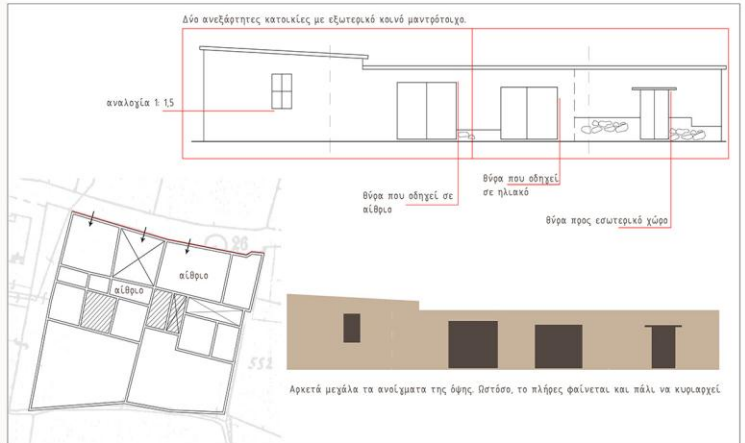 Δύο ανεξάρτητες κατοικίες με εξωτερικό κοινό μαντρότοιχο.
αναλογία 1: 1,5
θύρα που οδηγεί σε
αίθριο
θύρα που οδηγεί
σε ηλιακό
θύρα προς εσωτερικό χώρο
26
αίθριο
αίθριο
552
Αρκετά μεγάλα τα ανοίγματα της όψης. Ωστόσο, το πλήρες φαίνεται και πάλι να κυριαρχεί